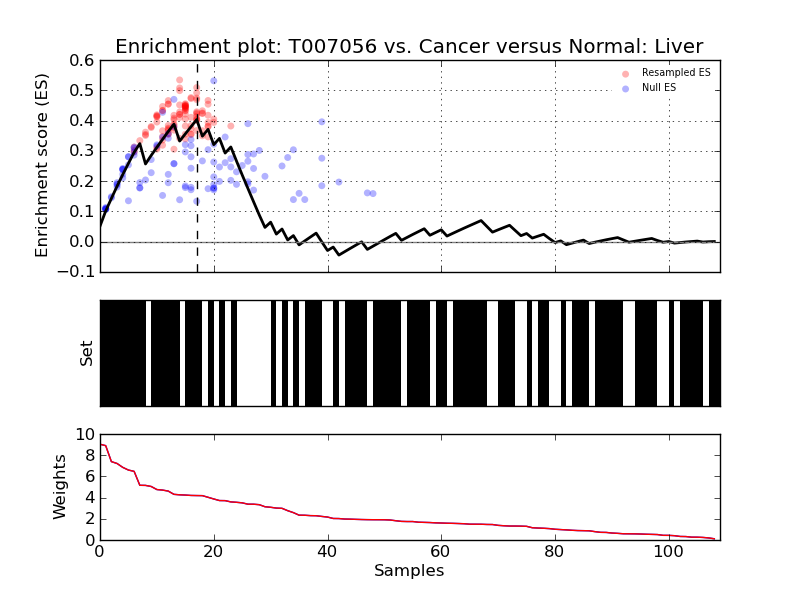 Enrichment plot: T007056 vs. Cancer versus Normal: Liver
Enrichment score (ES)
0.6
0.5
0.4
0.3
0.2
0.1
0.0
−0.1
Resampled ES
Null ES
Set
Weights
10
8
6
4
2
0
0 20 40 60 80 100
Samples